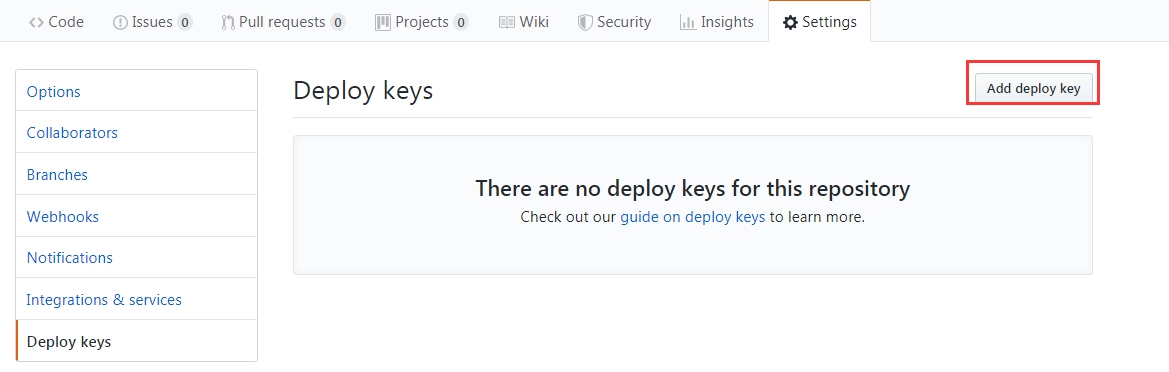 Code Issues 0 Pull requests 0 Projects 0 Wiki Security Insights Settings
Options
Collaborators
Branches
Webhooks
Notifications
Integrations & services
Deploy keys
Deploy keys
Add deploy key
There are no deploy keys for this repository
Check out our guide on deploy keys to learn more.